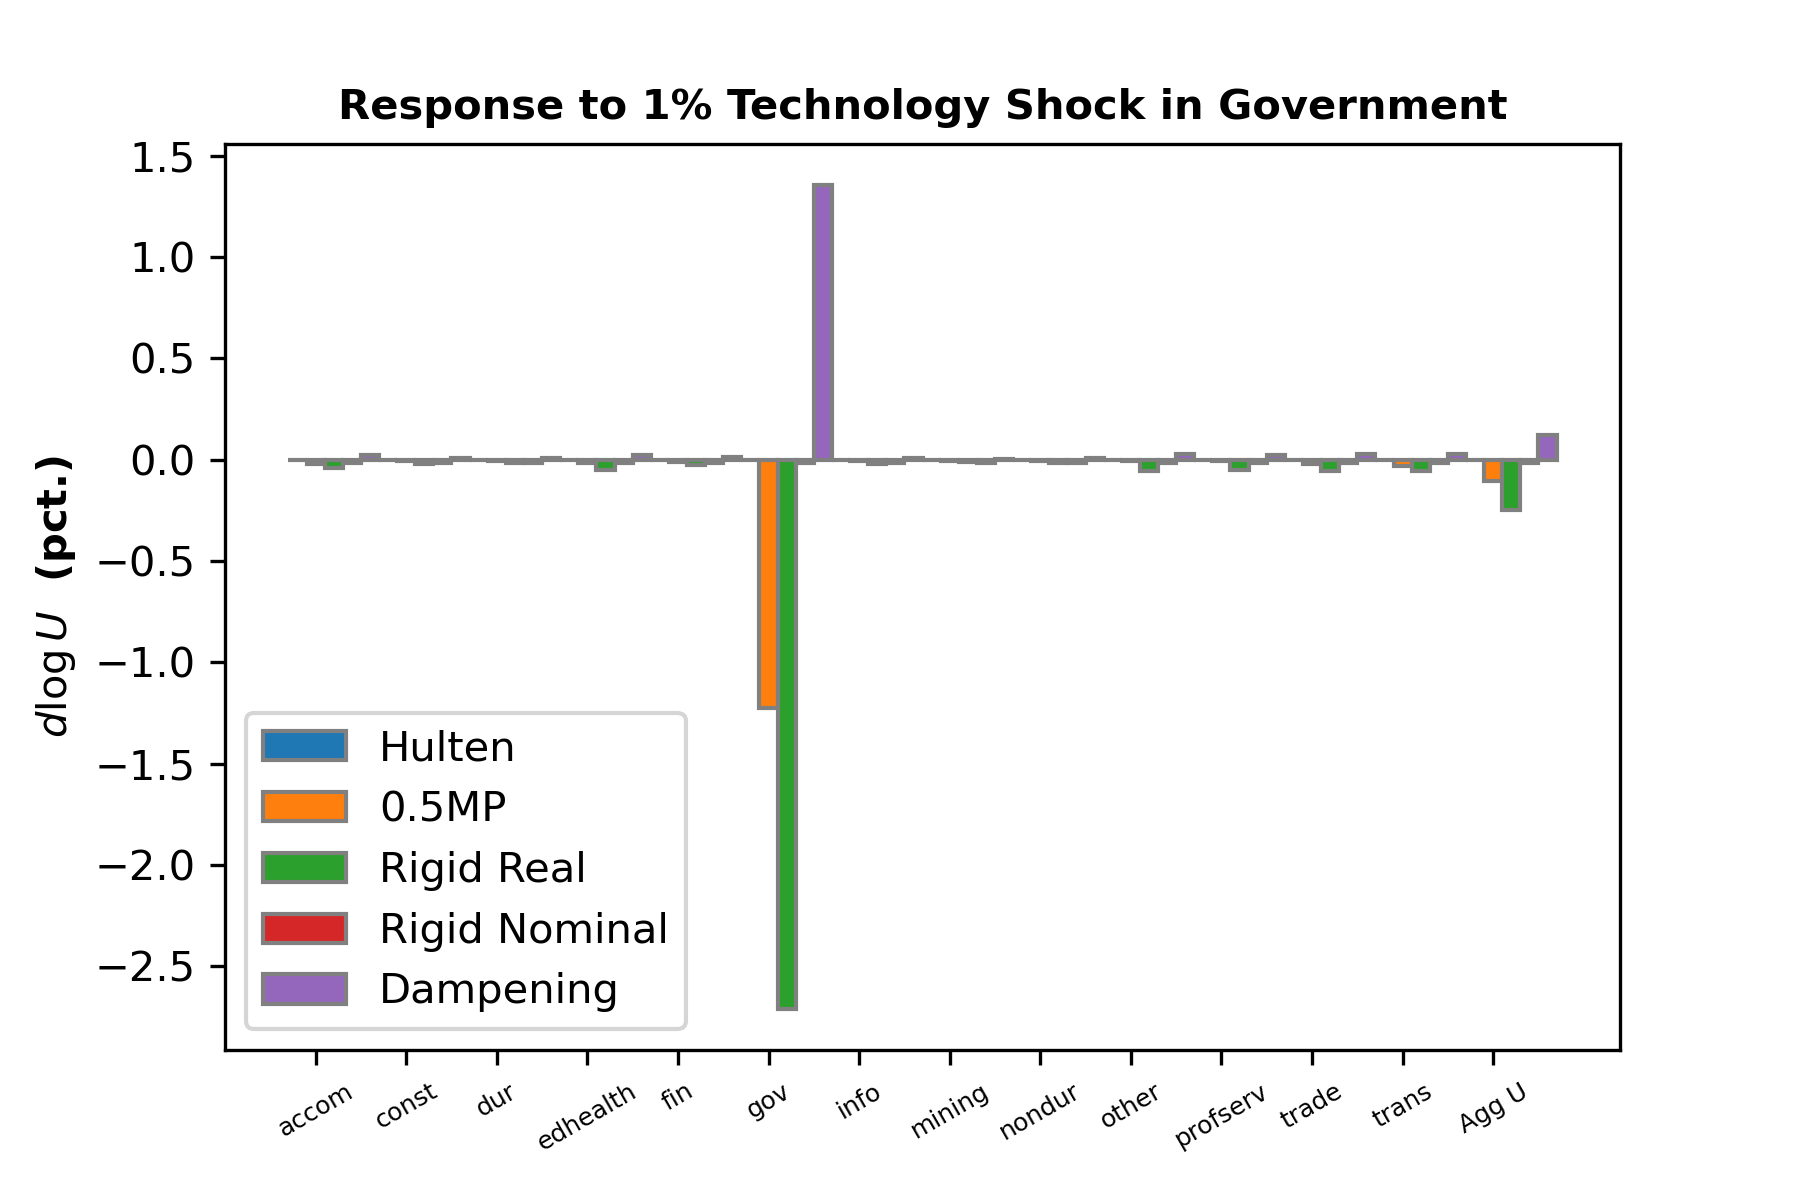 Response to 1% Technology Shock in Government
1.5
1.0
0.5
0.0
−0.5
−1.0
−1.5
−2.0
−2.5
dlog U (pct.)
Hulten
0.5MP
Rigid Real
Rigid Nominal
Dampening
accom const dur edhealth fin gov info mining nondur other profserv trade trans Agg U